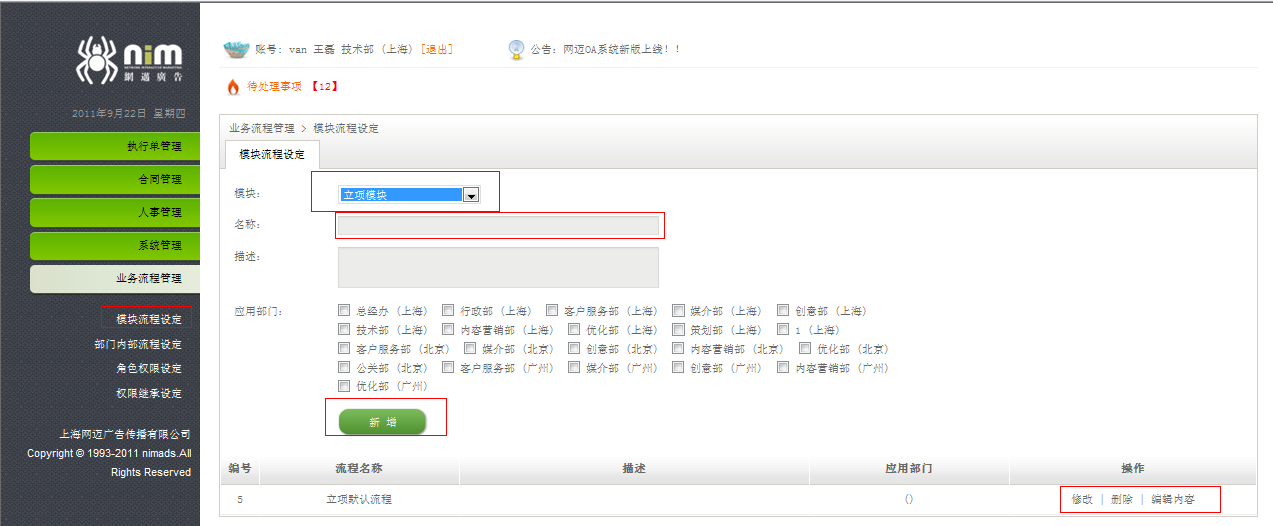 nim
NETWORK INTERACTIVE MARKETING
網邁廣告
2011年9月22日 星期四
执行单管理
合同管理
人事管理
系统管理
业务流程管理
模块流程设定
部门内部流程设定
角色权限设定
权限继承设定
上海网迈广告传播有限公司
Copyright © 1993-2011 nimads.All
Rights Reserved
账号: van 王磊 技术部 (上海) [退出]
公告: 网迈OA系统新版上线！！
待处理事项 【12】
业务流程管理 > 模块流程设定
模块流程设定
模块: 立项模块
名称:
描述:
应用部门: 总经办 (上海) 行政部 (上海) 客户服务部 (上海) 媒介部 (上海) 创意部 (上海)
技术部 (上海) 内容营销部 (上海) 优化部 (上海) 策划部 (上海) 1 (上海)
客户服务部 (北京) 媒介部 (北京) 创意部 (北京) 内容营销部 (北京) 优化部 (北京)
公关部 (北京) 客户服务部 (广州) 媒介部 (广州) 创意部 (广州) 内容营销部 (广州)
优化部 (广州)
新 增
编号 流程名称 描述 应用部门 操作
5 立项默认流程 () 修改 | 删除 | 编辑内容